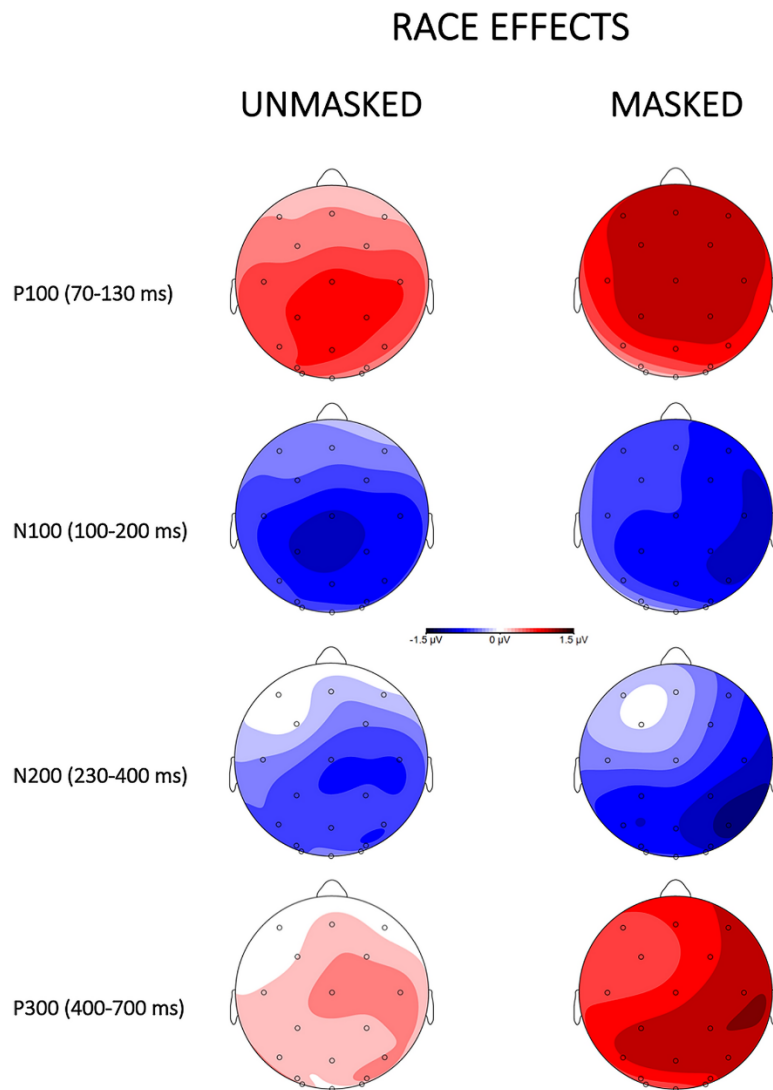 RACE EFFECTS
UNMASKED MASKED
P100 (70-130 ms)
N100 (100-200 ms)
-1.5 µV 0 µV 1.5 µV
N200 (230-400 ms)
P300 (400-700 ms)